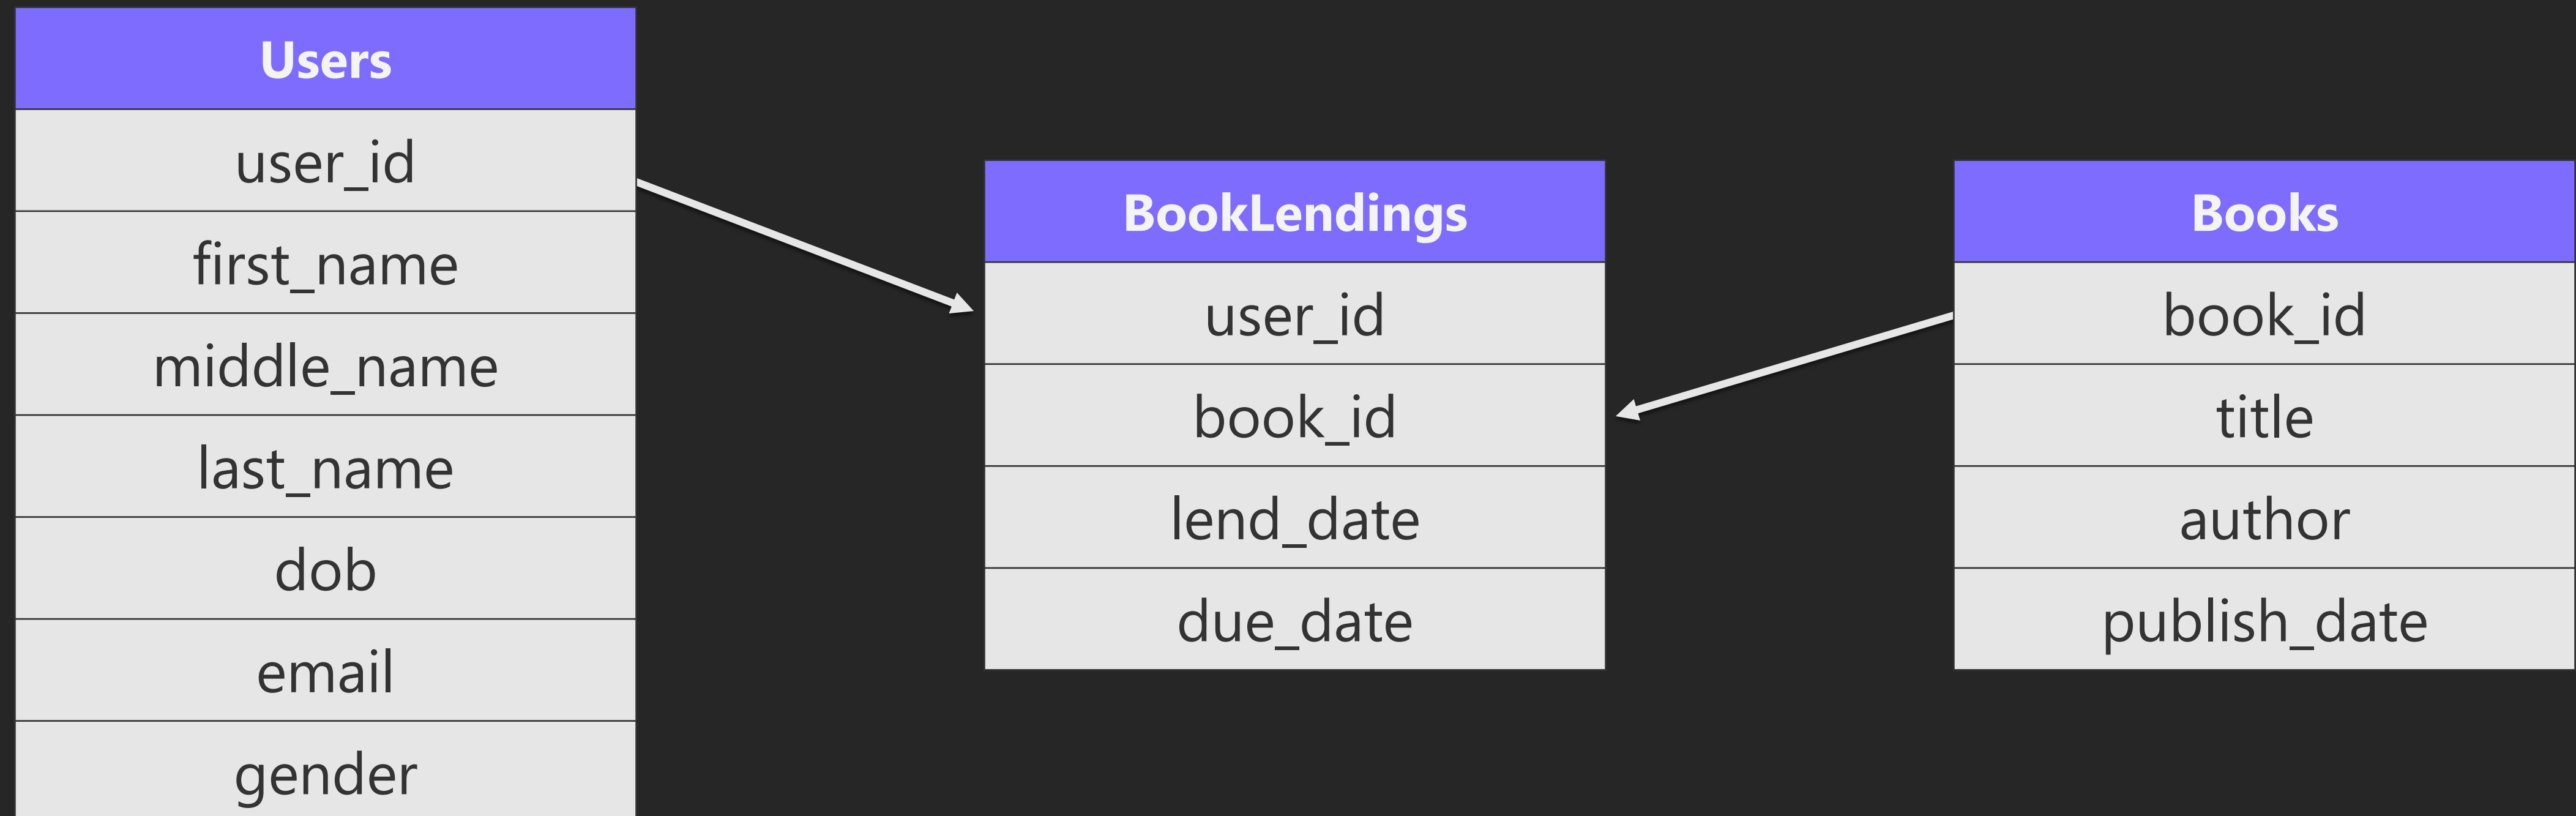 Users
user_id
first_name
middle_name
last_name
dob
email
gender
BookLendings
user_id
book_id
lend_date
due_date
Books
book_id
title
author
publish_date